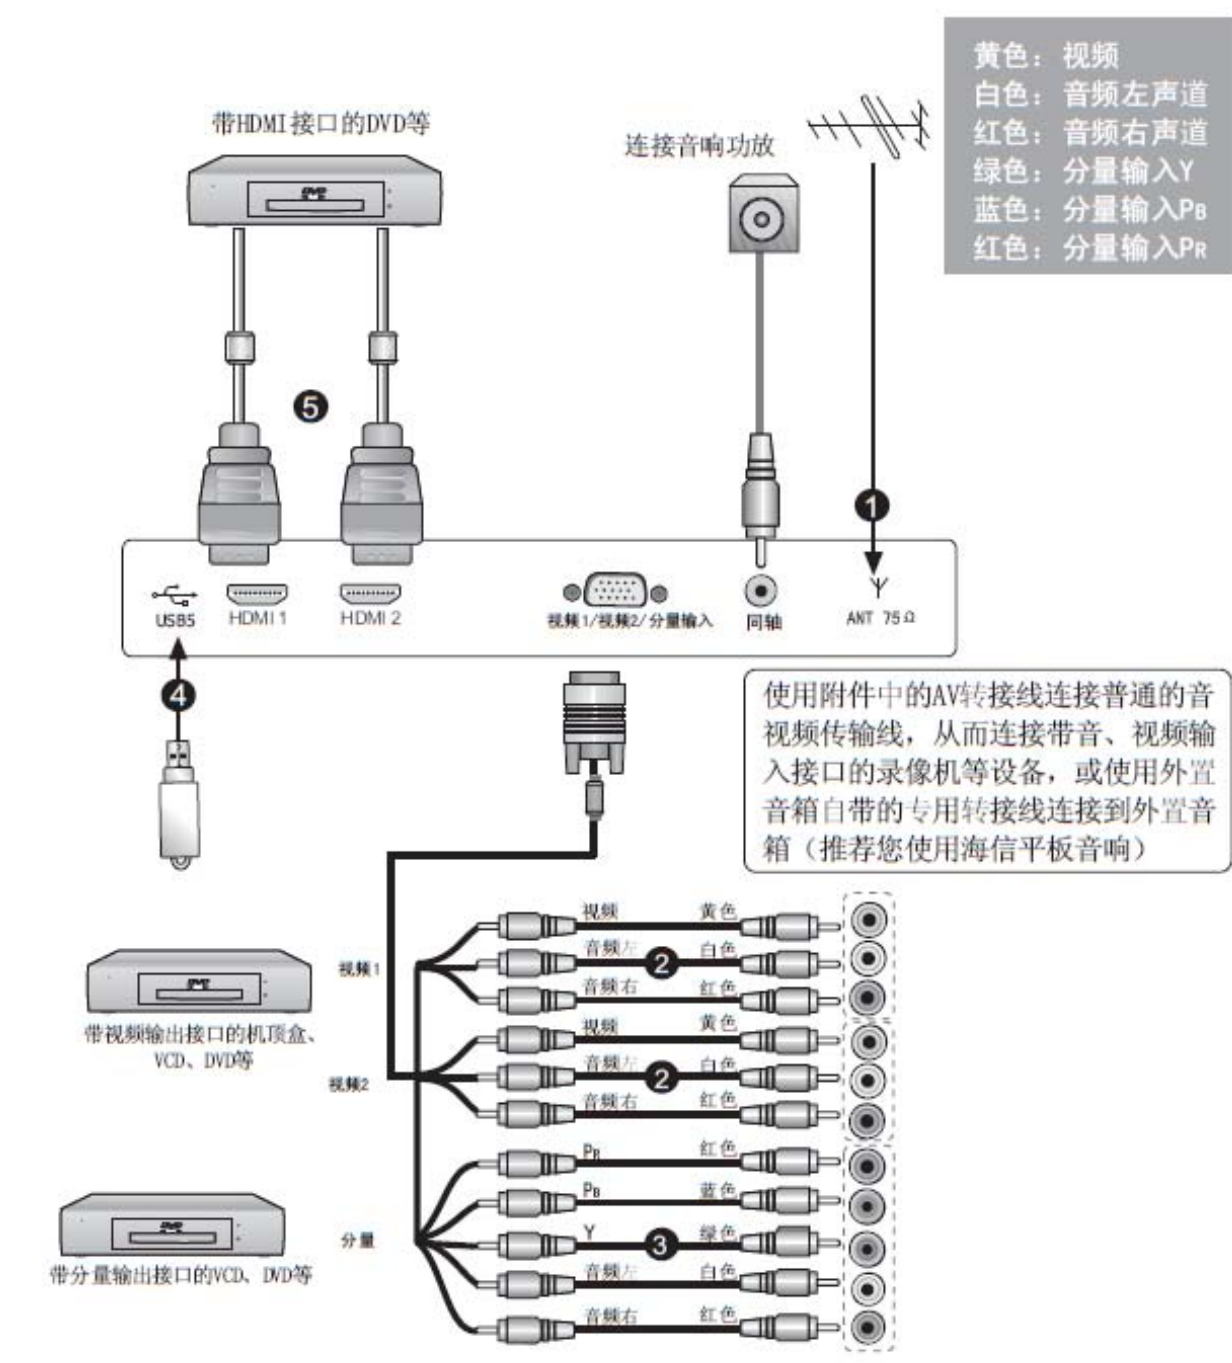 黄色：视频
白色：音频左声道
红色：音频右声道
绿色：分量输入Y
蓝色：分量输入PB
红色：分量输入PR
带HDMI接口的DVD等
连接音响功放
DVD
5
1
USB5
HDMI 1
HDMI 2
视频1/视频2/分量输入
同轴
ANT 75Ω
4
使用附件中的AV转接线连接普通的音
视频传输线，从而连接带音、视频输
入接口的录像机等设备，或使用外置
音箱自带的专用转接线连接到外置音
箱（推荐您使用海信平板音响）
视频 黄色
音频左 2 白色
音频右 红色
视频1
带视频输出接口的机顶盒、
VCD、DVD等
视频 黄色
音频左 2 白色
音频右 红色
视频2
PR 红色
PB 蓝色
Y 3 绿色
音频左 白色
音频右 红色
分量
DVD
带分量输出接口的VCD、DVD等